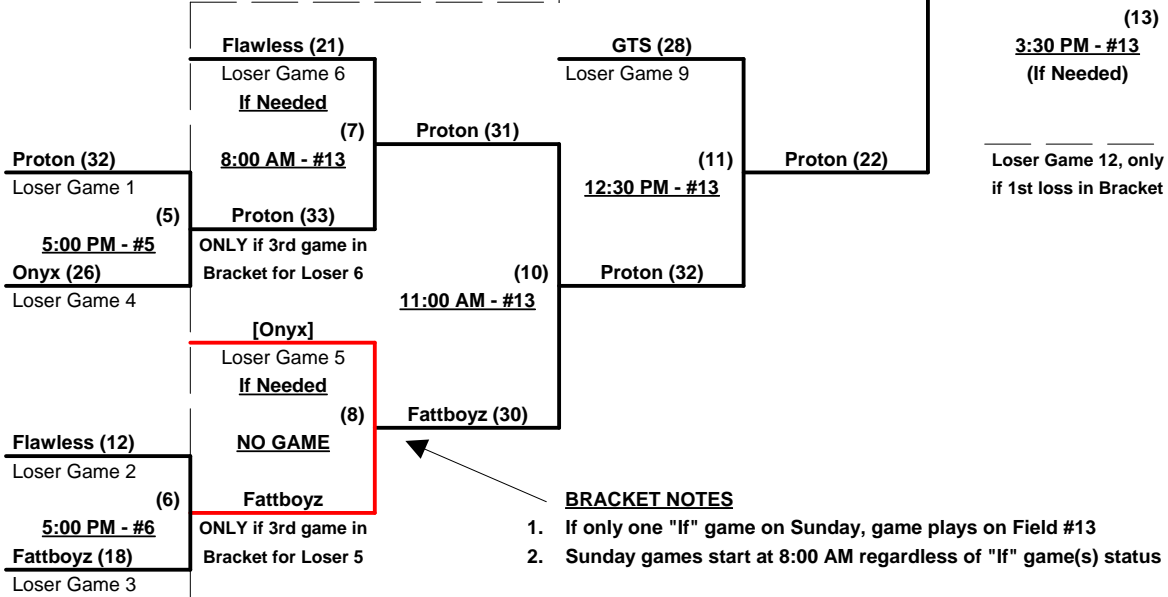 (13)
3:30 PM - #13
(If Needed)
Loser Game 12, only
if 1st loss in Bracket
Flawless (21)
Loser Game 6
If Needed
(7)
8:00 AM - #13
Proton (33)
ONLY if 3rd game in
Bracket for Loser 6
Proton (32)
Loser Game 1
(5)
5:00 PM - #5
Onyx (26)
Loser Game 4
[Onyx]
Loser Game 5
If Needed
(8)
NO GAME
Fattboyz
ONLY if 3rd game in
Bracket for Loser 5
Flawless (12)
Loser Game 2
(6)
5:00 PM - #6
Fattboyz (18)
Loser Game 3
Proton (31)
(10)
11:00 AM - #13
Fattboyz (30)
GTS (28)
Loser Game 9
(11)
12:30 PM - #13
Proton (32)
Proton (22)
BRACKET NOTES
1. If only one "If" game on Sunday, game plays on Field #13
2. Sunday games start at 8:00 AM regardless of "If" game(s) status